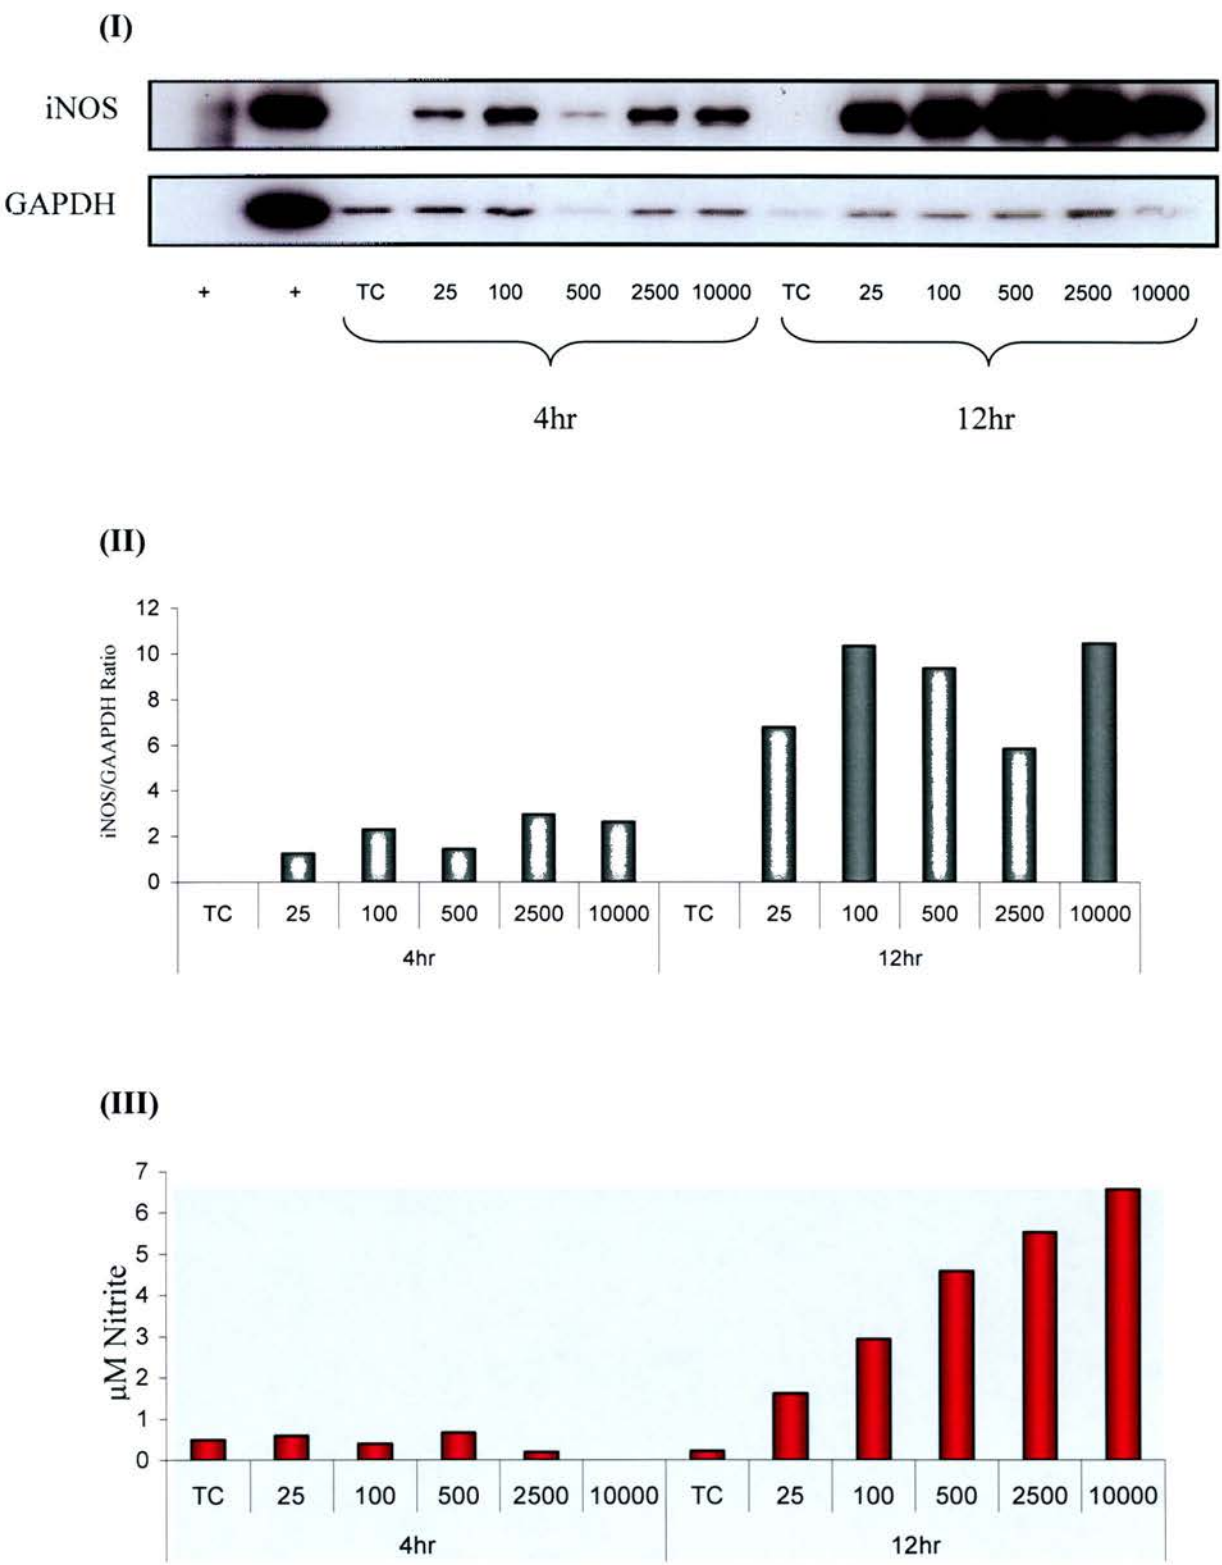 (I)
iNOS
GAPDH
+ + TC 25 100 500 2500 10000 TC 25 100 500 2500 10000
4hr 12hr
(II)
iNOS/GAAPDH Ratio
12
10
8
6
4
2
0
TC 25 100 500 2500 10000 TC 25 100 500 2500 10000
4hr 12hr
(III)
µM Nitrite
7
6
5
4
3
2
1
0
TC 25 100 500 2500 10000 TC 25 100 500 2500 10000
4hr 12hr